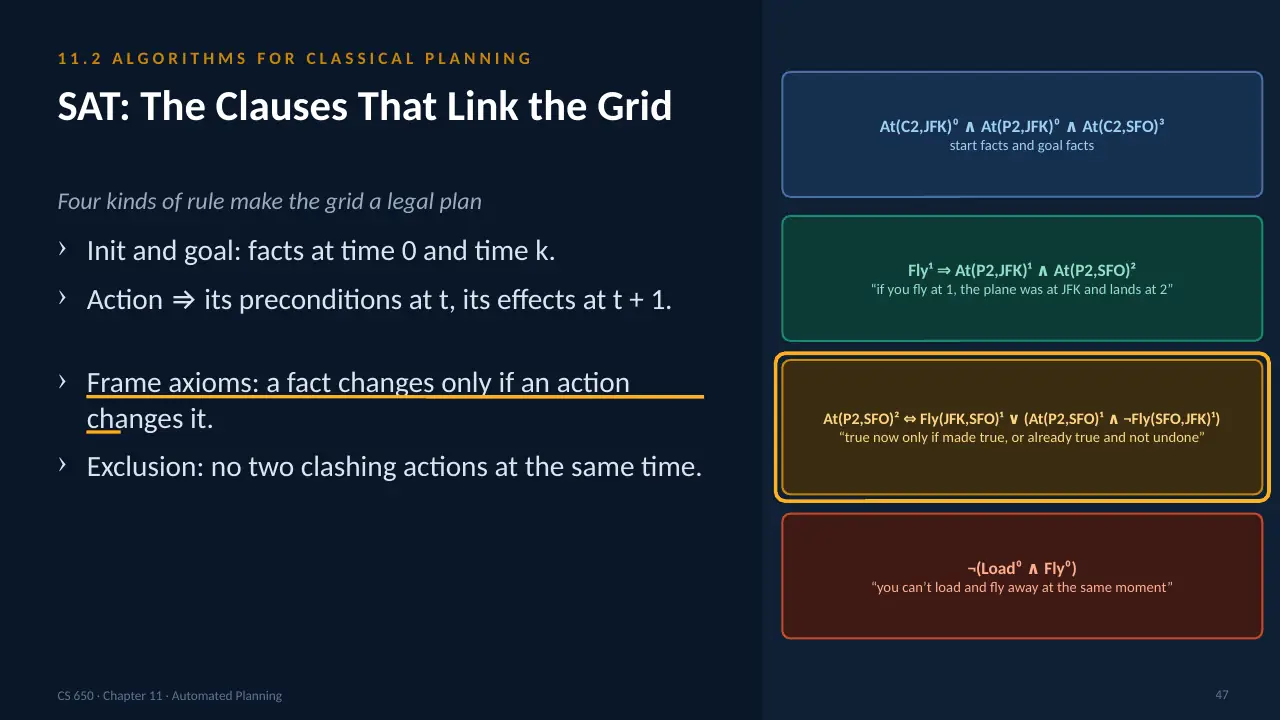 11.2 ALGORITHMS FOR CLASSICAL PLANNING
SAT: The Clauses That Link the Grid
Four kinds of rule make the grid a legal plan
› Init and goal: facts at time 0 and time k.
› Action ⇒ its preconditions at t, its effects at t + 1.
› Frame axioms: a fact changes only if an action
changes it.
› Exclusion: no two clashing actions at the same time.
At(C2,JFK)⁰ ∧ At(P2,JFK)⁰ ∧ At(C2,SFO)³
start facts and goal facts
Fly¹ ⇒ At(P2,JFK)¹ ∧ At(P2,SFO)²
“if you fly at 1, the plane was at JFK and lands at 2”
At(P2,SFO)² ⇔ Fly(JFK,SFO)¹ ∨ (At(P2,SFO)¹ ∧ ¬Fly(SFO,JFK)¹)
“true now only if made true, or already true and not undone”
¬(Load⁰ ∧ Fly⁰)
“you can’t load and fly away at the same moment”
CS 650 · Chapter 11 · Automated Planning
47